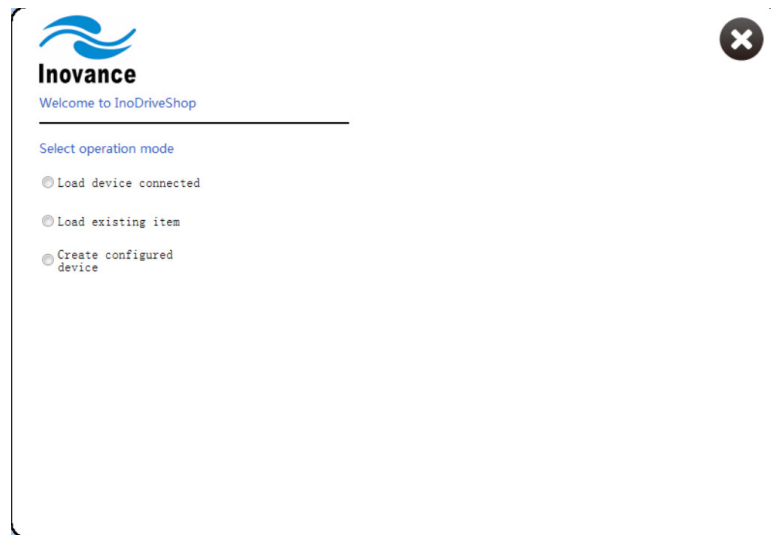 Inovance
Welcome to InoDriveShop
Select operation mode
Load device connected
Load existing item
Create configured
device